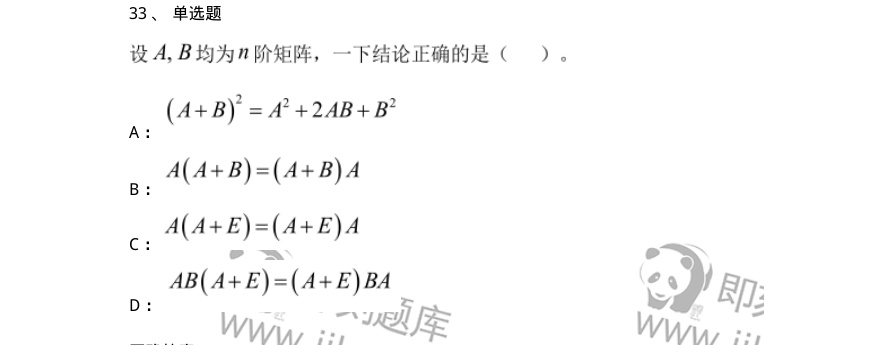 33 、 单选题
设 A, B 均为 n 阶矩阵，一下结论正确的是（ ）。
A： (A+B)² = A² + 2AB + B²
B： A(A+B)=(A+B)A
C： A(A+E)=(A+E)A
D： AB(A+E)=(A+E)BA
即
题库
www.
www.